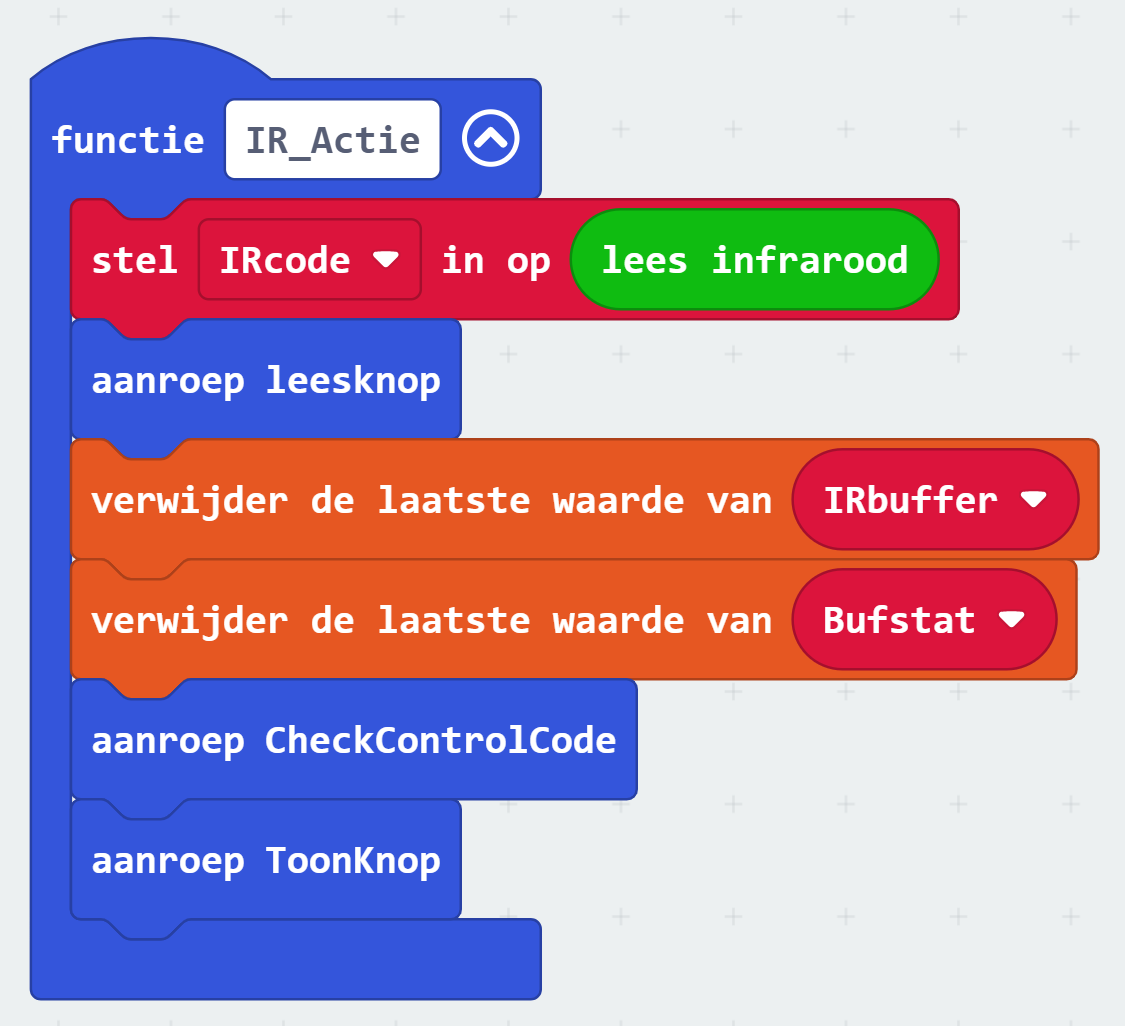 functie IR_Actie
stel IRcode in op lees infrarood
aanroep leesknop
verwijder de laatste waarde van IRbuffer
verwijder de laatste waarde van Bufstat
aanroep CheckControlCode
aanroep ToonKnop